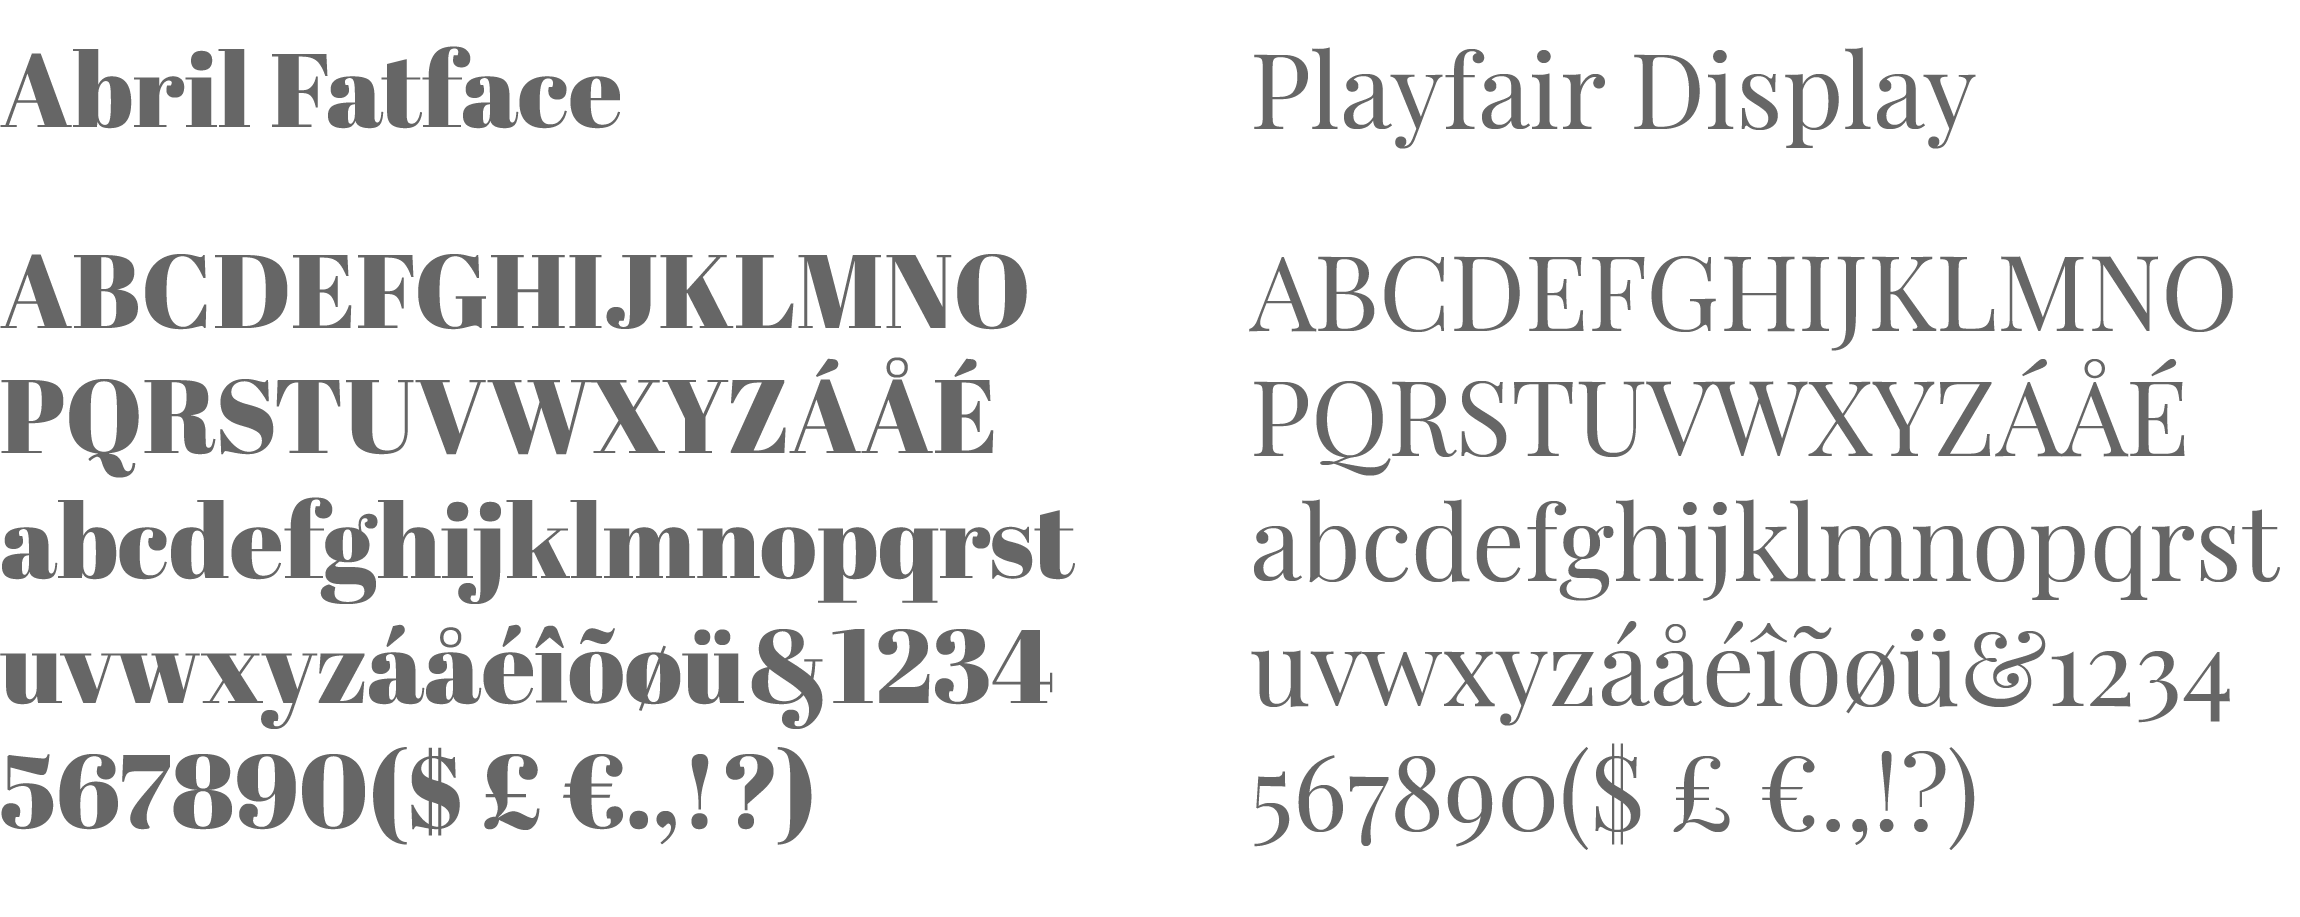 Abril Fatface
ABCDEFGHIJKLMNO
PQRSTUVWXYZÁÅÉ
abcdefghijklmnopqrst
uvwxyzáåéîõøü&1234
567890($ £ €.,!?)
Playfair Display
ABCDEFGHIJKLMNO
PQRSTUVWXYZÁÅÉ
abcdefghijklmnopqrst
uvwxyzáåéîõøü&1234
567890($ £ €.,!?)